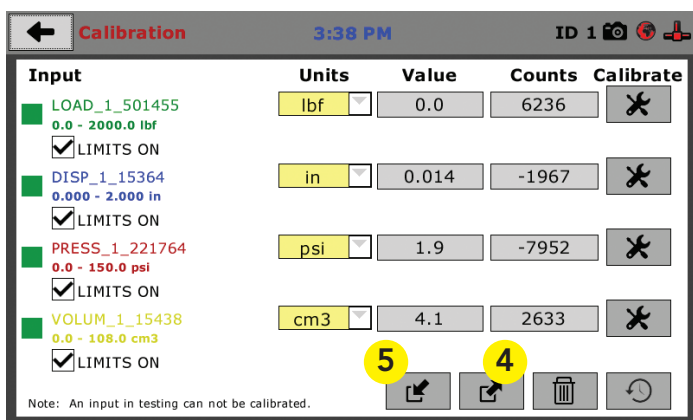 Calibration 3:38 PM ID 1
Input Units Value Counts Calibrate
LOAD_1_501455 lbf 0.0 6236
0.0 - 2000.0 lbf
LIMITS ON
DISP_1_15364 in 0.014 -1967
0.000 - 2.000 in
LIMITS ON
PRESS_1_221764 psi 1.9 -7952
0.0 - 150.0 psi
LIMITS ON
VOLUM_1_15438 cm3 4.1 2633
0.0 - 108.0 cm3
LIMITS ON
5 4
Note: An input in testing can not be calibrated.